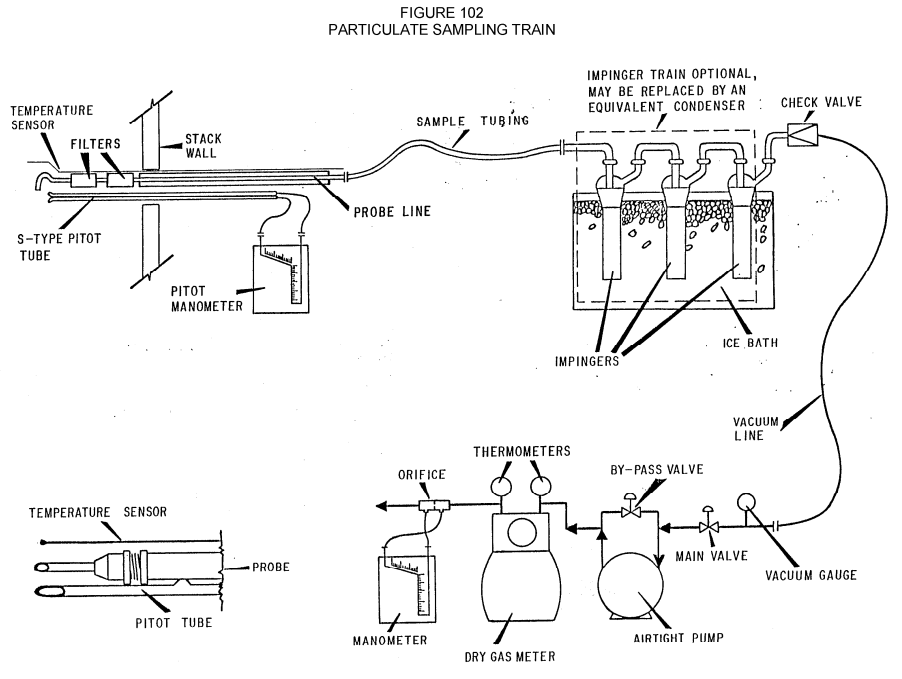 FIGURE 102
PARTICULATE SAMPLING TRAIN
IMPINGER TRAIN OPTIONAL,
MAY BE REPLACED BY AN
EQUIVALENT CONDENSER
CHECK VALVE
TEMPERATURE
SENSOR
FILTERS
STACK
WALL
SAMPLE TUBING
PROBE LINE
S-TYPE PITOT
TUBE
PITOT
MANOMETER
IMPINGERS
ICE BATH
VACUUM
LINE
THERMOMETERS
ORIFICE
BY-PASS VALVE
TEMPERATURE SENSOR
PROBE
PITOT TUBE
MAIN VALVE
VACUUM GAUGE
MANOMETER
DRY GAS METER
AIRTIGHT PUMP